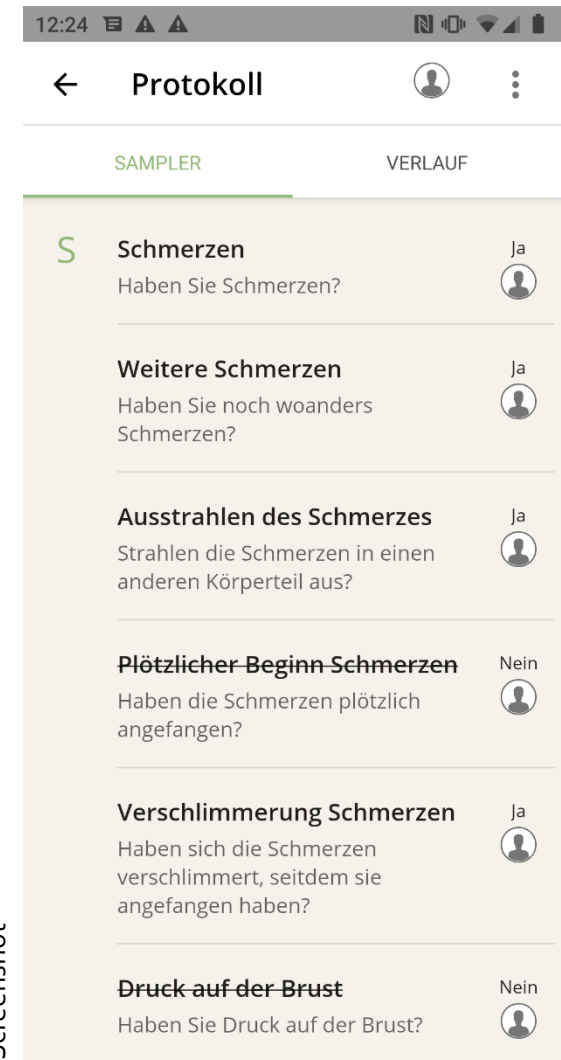 12:24
Protokoll
SAMPLER
VERLAUF
S
Schmerzen
Ja
Haben Sie Schmerzen?
Weitere Schmerzen
Ja
Haben Sie noch woanders
Schmerzen?
Ausstrahlen des Schmerzes
Ja
Strahlen die Schmerzen in einen
anderen Körperteil aus?
Plötzlicher Beginn Schmerzen
Nein
Haben die Schmerzen plötzlich
angefangen?
Verschlimmerung Schmerzen
Ja
Haben sich die Schmerzen
verschlimmert, seitdem sie
angefangen haben?
Druck auf der Brust
Nein
Haben Sie Druck auf der Brust?
Screenshot